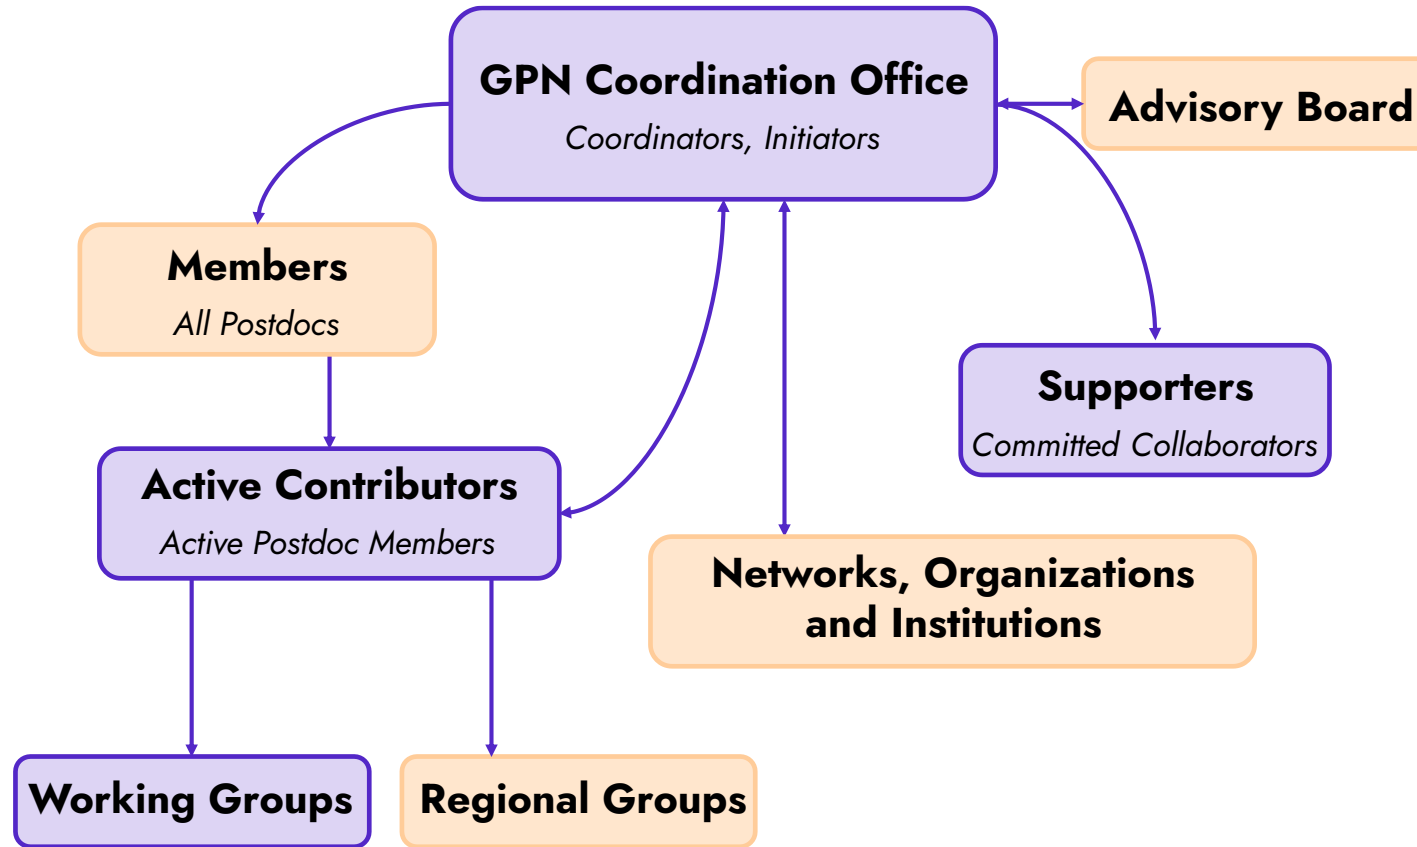 GPN Coordination Office
Coordinators, Initiators
Advisory Board
Members
All Postdocs
Supporters
Committed Collaborators
Active Contributors
Active Postdoc Members
Networks, Organizations
and Institutions
Working Groups
Regional Groups